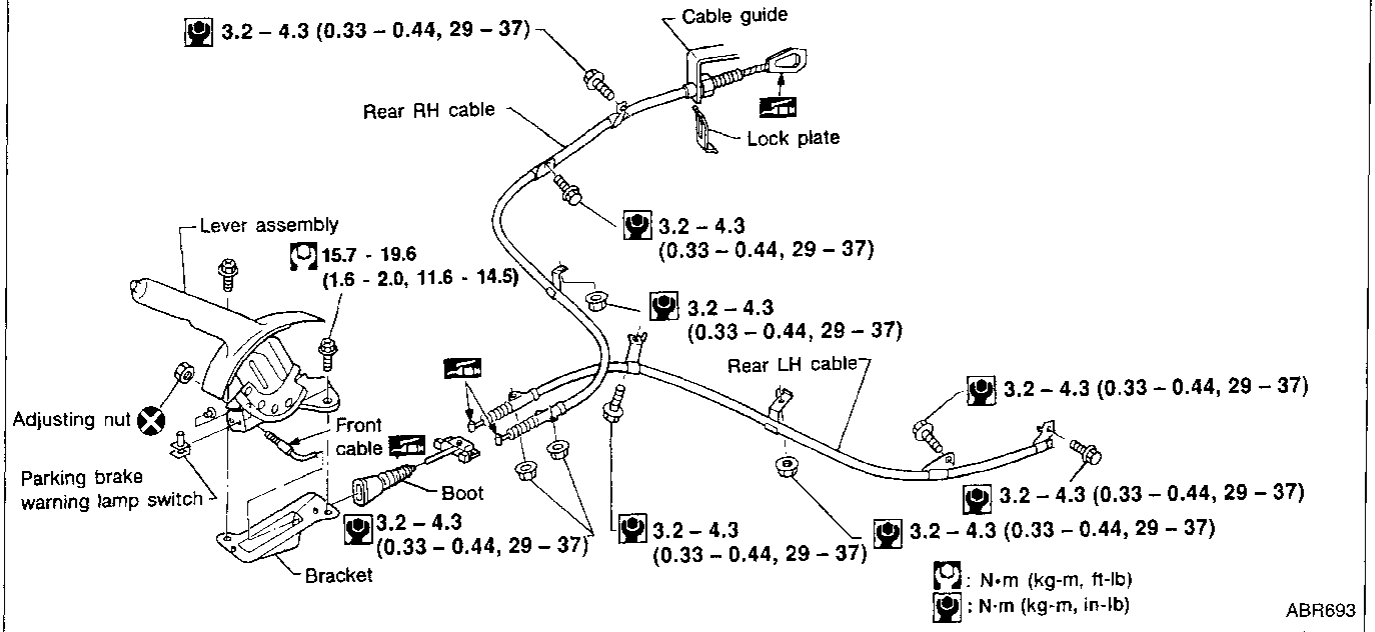 Cable guide
3.2 – 4.3 (0.33 – 0.44, 29 – 37)
Rear RH cable
Lock plate
Lever assembly
3.2 – 4.3
(0.33 – 0.44, 29 – 37)
15.7 - 19.6
(1.6 - 2.0, 11.6 - 14.5)
3.2 – 4.3
(0.33 – 0.44, 29 – 37)
Rear LH cable
3.2 – 4.3 (0.33 – 0.44, 29 – 37)
Adjusting nut
Front
cable
Parking brake
warning lamp switch
Boot
3.2 – 4.3 (0.33 – 0.44, 29 – 37)
3.2 – 4.3
(0.33 – 0.44, 29 – 37)
3.2 – 4.3
(0.33 – 0.44, 29 – 37)
3.2 – 4.3 (0.33 – 0.44, 29 – 37)
Bracket
: N•m (kg-m, ft-lb)
: N•m (kg-m, in-lb)
ABR693